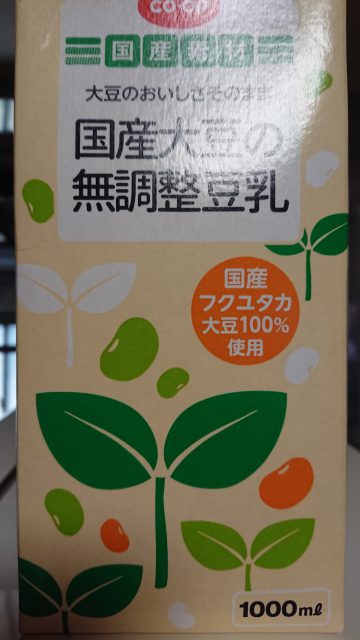 CO·OP
国産素材
大豆のおいしさそのまま
国産大豆の
無調整豆乳
国産
フクユタカ
大豆100%
使用
1000ml